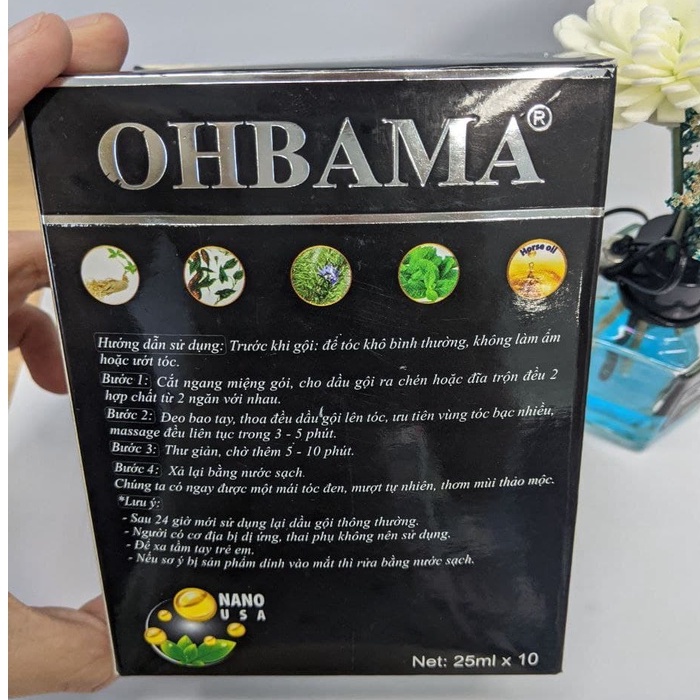 OHBAMA®
Horse oil
Hướng dẫn sử dụng: Trước khi gội: để tóc khô bình thường, không làm ẩm
hoặc ướt tóc.
Bước 1: Cắt ngang miệng gói, cho dầu gội ra chén hoặc đĩa trộn đều 2
hợp chất từ 2 ngăn với nhau.
Bước 2: Đeo bao tay, thoa đều dầu gội lên tóc, ưu tiên vùng tóc bạc nhiều,
massage đều liên tục trong 3 - 5 phút.
Bước 3: Thư giãn, chờ thêm 5 - 10 phút.
Bước 4: Xả lại bằng nước sạch.
Chúng ta có ngay được một mái tóc đen, mượt tự nhiên, thơm mùi thảo mộc.
*Lưu ý:
- Sau 24 giờ mới sử dụng lại dầu gội thông thường.
- Người có cơ địa bị dị ứng, thai phụ không nên sử dụng.
- Để xa tầm tay trẻ em.
- Nếu sơ ý bị sản phẩm dính vào mắt thì rửa bằng nước sạch.
NANO
USA
Net: 25ml x 10